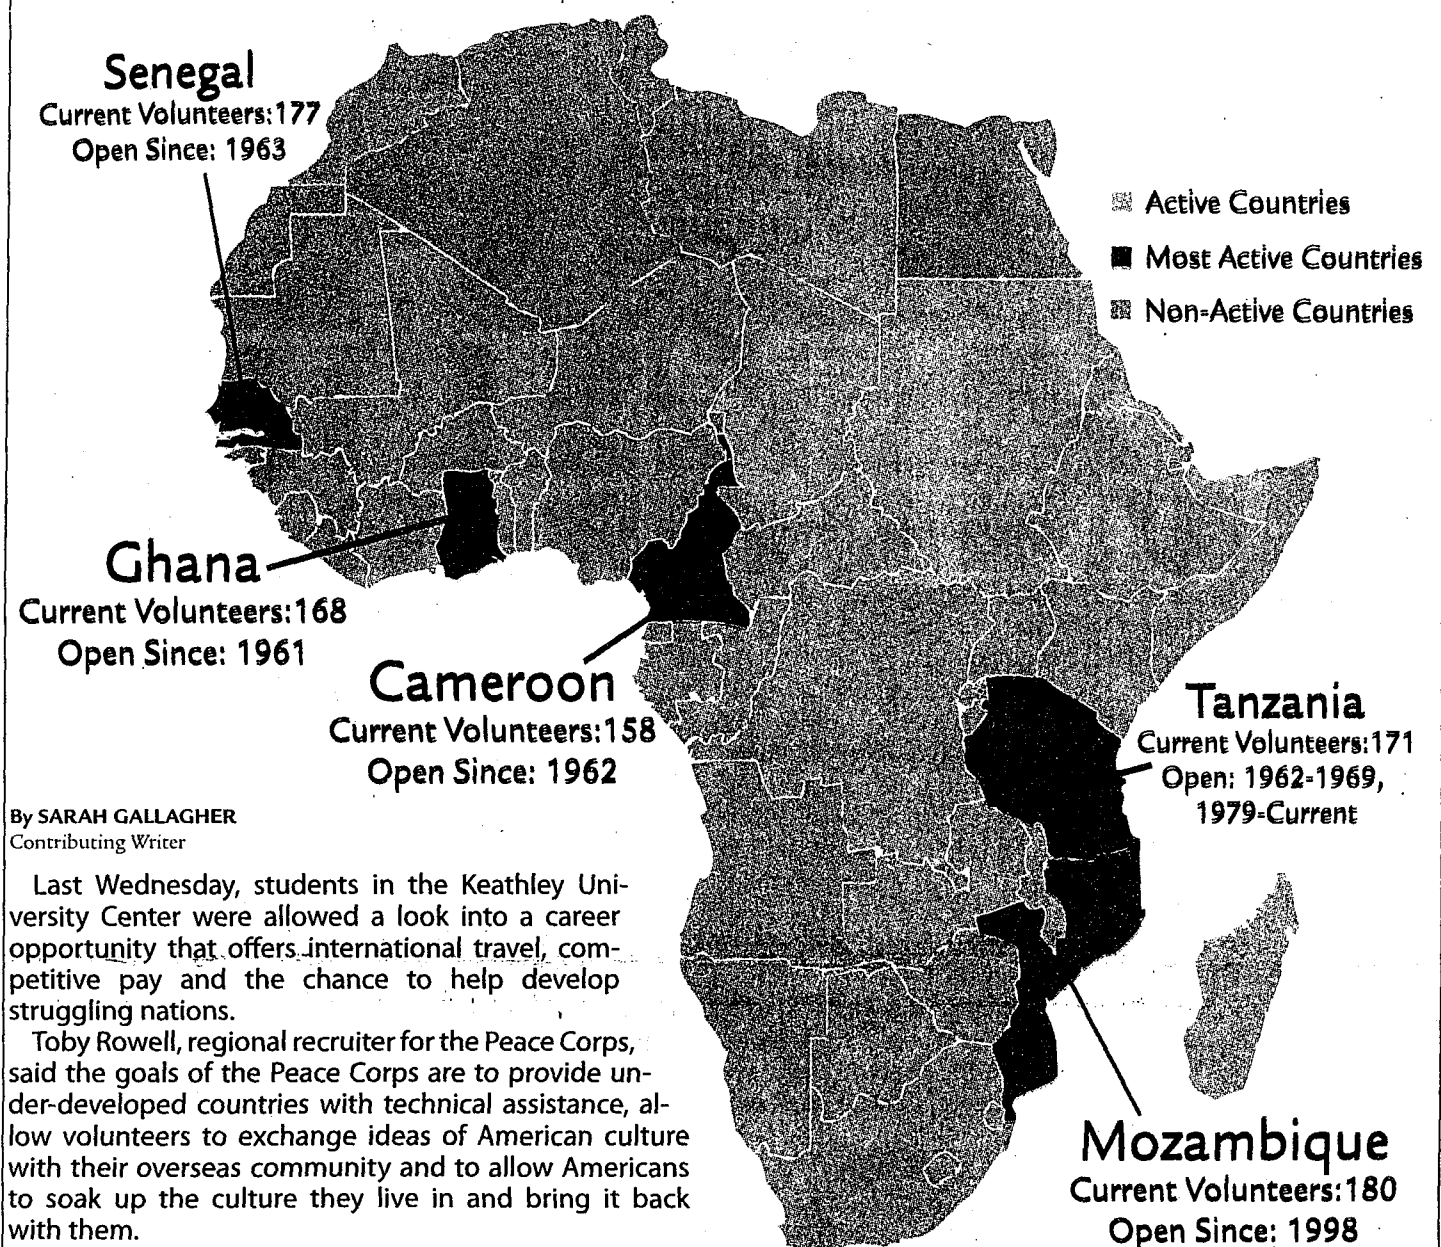 Senegal
Current Volunteers:177
Open Since: 1963
Active Countries
Most Active Countries
Non-Active Countries
Ghana
Current Volunteers:168
Open Since: 1961
Cameroon
Current Volunteers:158
Open Since: 1962
Tanzania
Current Volunteers:171
Open: 1962-1969,
1979-Current
Mozambique
Current Volunteers:180
Open Since: 1998
By SARAH GALLAGHER
Contributing Writer
Last Wednesday, students in the Keathley Uni-
versity Center were allowed a look into a career
opportunity that offers international travel, com-
petitive pay and the chance to help develop
struggling nations.
Toby Rowell, regional recruiter for the Peace Corps,
said the goals of the Peace Corps are to provide un-
der-developed countries with technical assistance, al-
low volunteers to exchange ideas of American culture
with their overseas community and to allow Americans
to soak up the culture they live in and bring it back
with them.